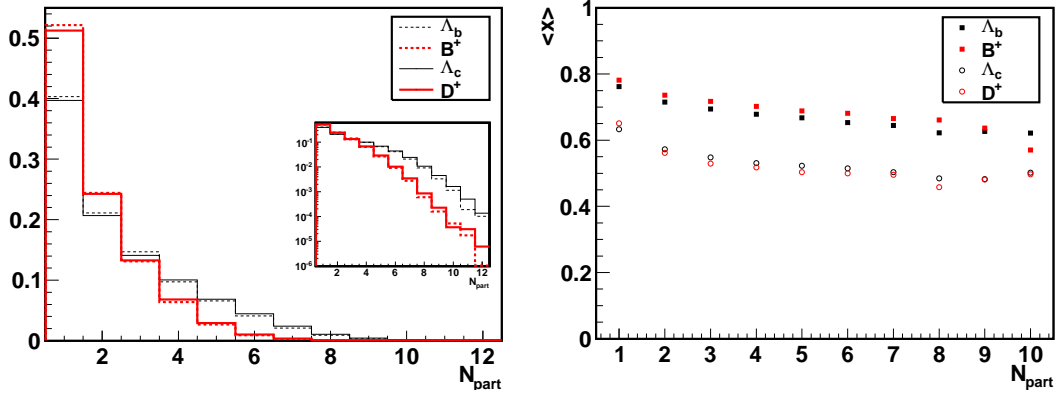 0.5
0.4
0.3
0.2
0.1
0
2 4 6 8 10 12
N_part
Λ_b
B⁺
Λ_c
D⁺
10⁻¹
10⁻²
10⁻³
10⁻⁴
10⁻⁵
10⁻⁶
2 4 6 8 10 12
N_part
<x>
1
0.8
0.6
0.4
0.2
0
1 2 3 4 5 6 7 8 9 10
N_part
Λ_b
B⁺
Λ_c
D⁺